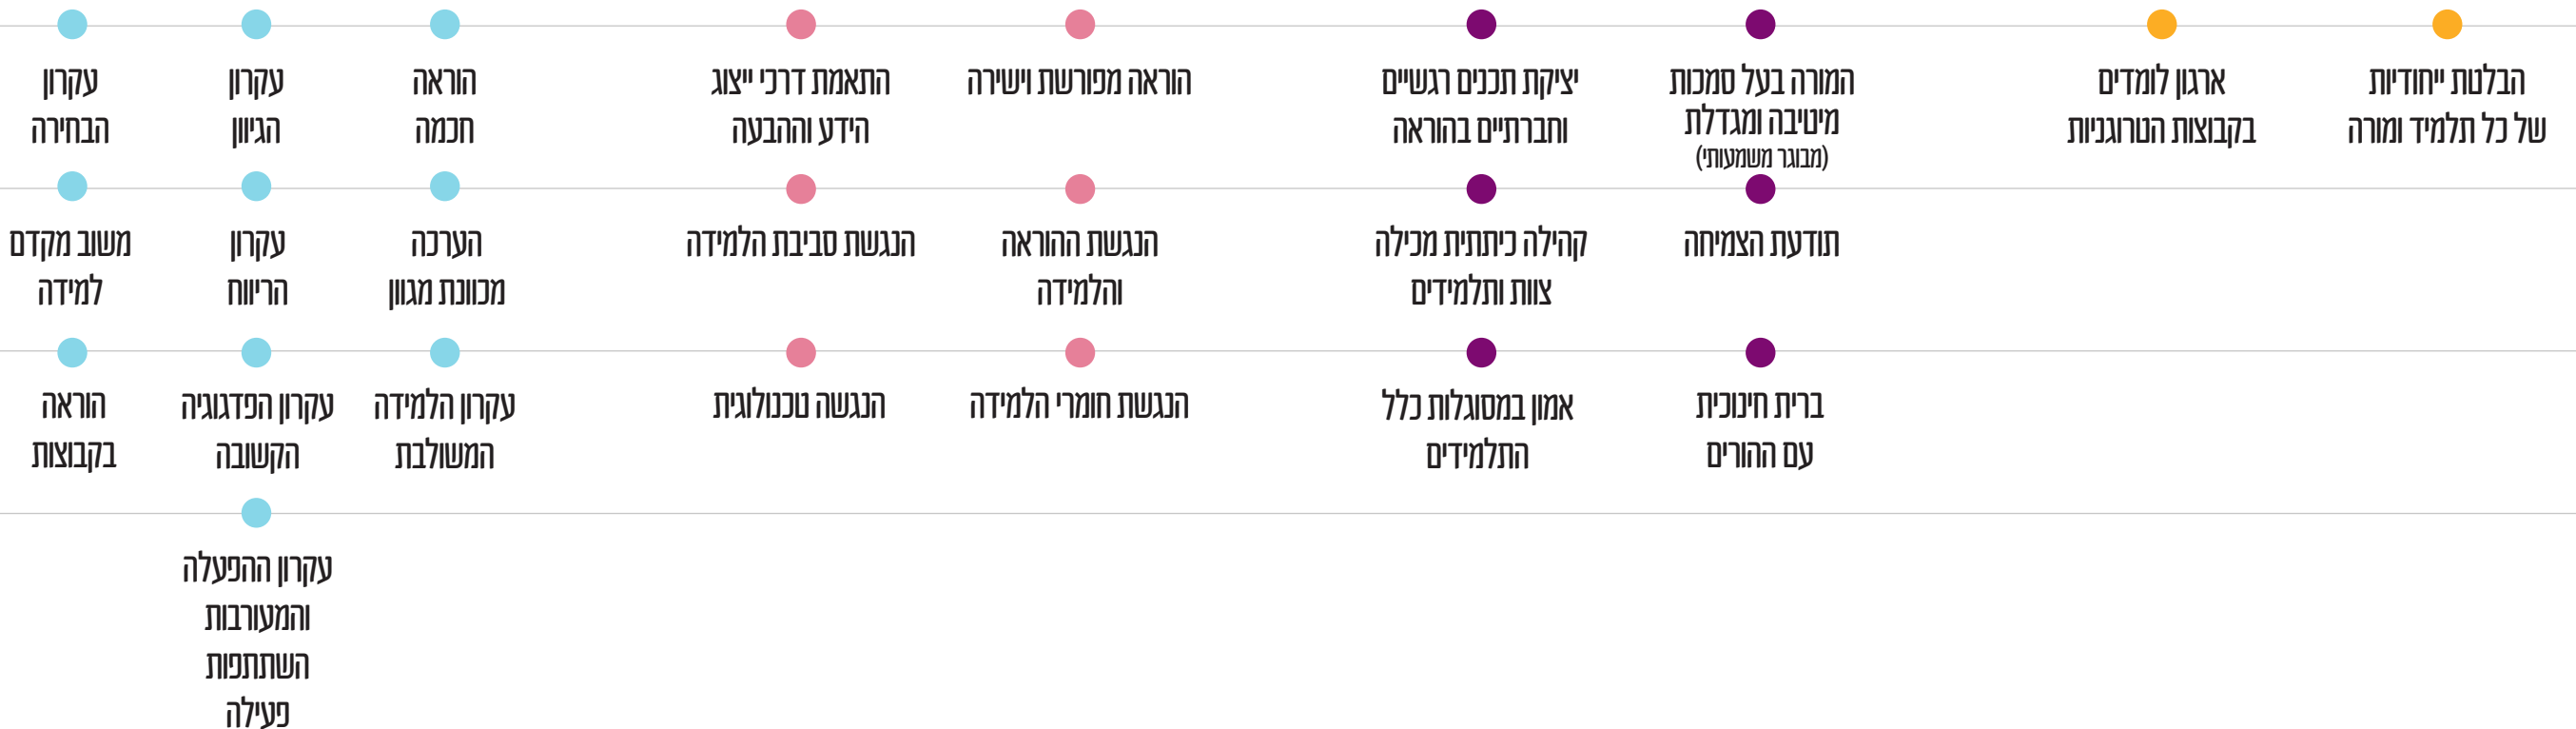 הבלטת ייחודיות
של כל תלמיד ומורה
ארגון לומדים
בקבוצות הטרוגניות
המורה בעל סמכות
מיטיבה ומגדלת
(מבוגר משמעותי)
יציקת תכנים רגשיים
וחברתיים בהוראה
הוראה מפורשת וישירה
התאמת דרכי ייצוג
הידע וההבעה
הוראה
חכמה
עקרון
הגיוון
עקרון
הבחירה
תודעת הצמיחה
קהילה כיתתית מכילה
צוות ותלמידים
הנגשת ההוראה
והלמידה
הנגשת סביבת הלמידה
הערכה
מכוונת מגוון
עקרון
הריווח
משוב מקדם
למידה
ברית חינוכית
עם ההורים
אמון במסוגלות כלל
התלמידים
הנגשת חומרי הלמידה
הנגשה טכנולוגית
עקרון הלמידה
המשולבת
עקרון הפדגוגיה
הקשובה
הוראה
בקבוצות
עקרון ההפעלה
והמעורבות
השתתפות
פעילה